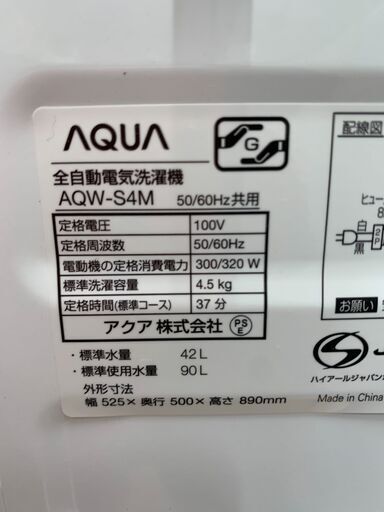 AQUA
G
全自動電気洗濯機
AQW-S4M 50/60Hz共用
定格電圧 100V
定格周波数 50/60Hz
電動機の定格消費電力 300/320 W
標準洗濯容量 4.5 kg
定格時間(標準コース) 37 分
アクア 株式会社 PSE
・標準水量 42 L
・標準使用水量 90 L
外形寸法
幅 525× 奥行 500× 高さ 890mm
配線図
ヒュー
白
黒
お願い
ハイアールジャパン
Made in China